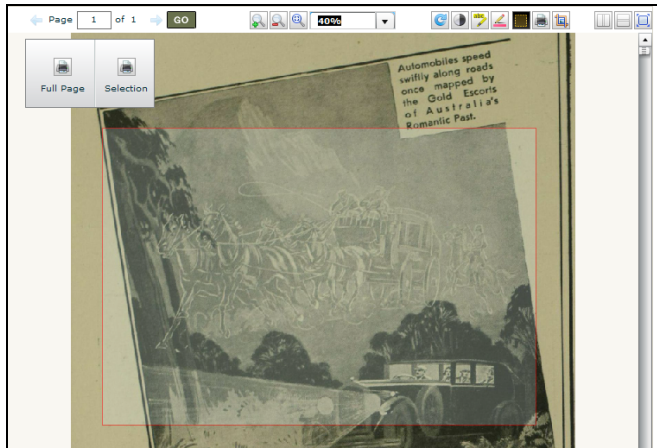 Page 1 of 1 GO 40%
Full Page Selection
Automobiles speed
swiftly along roads
once mapped by
the Gold Escorts
of Australia's
Romantic Past.